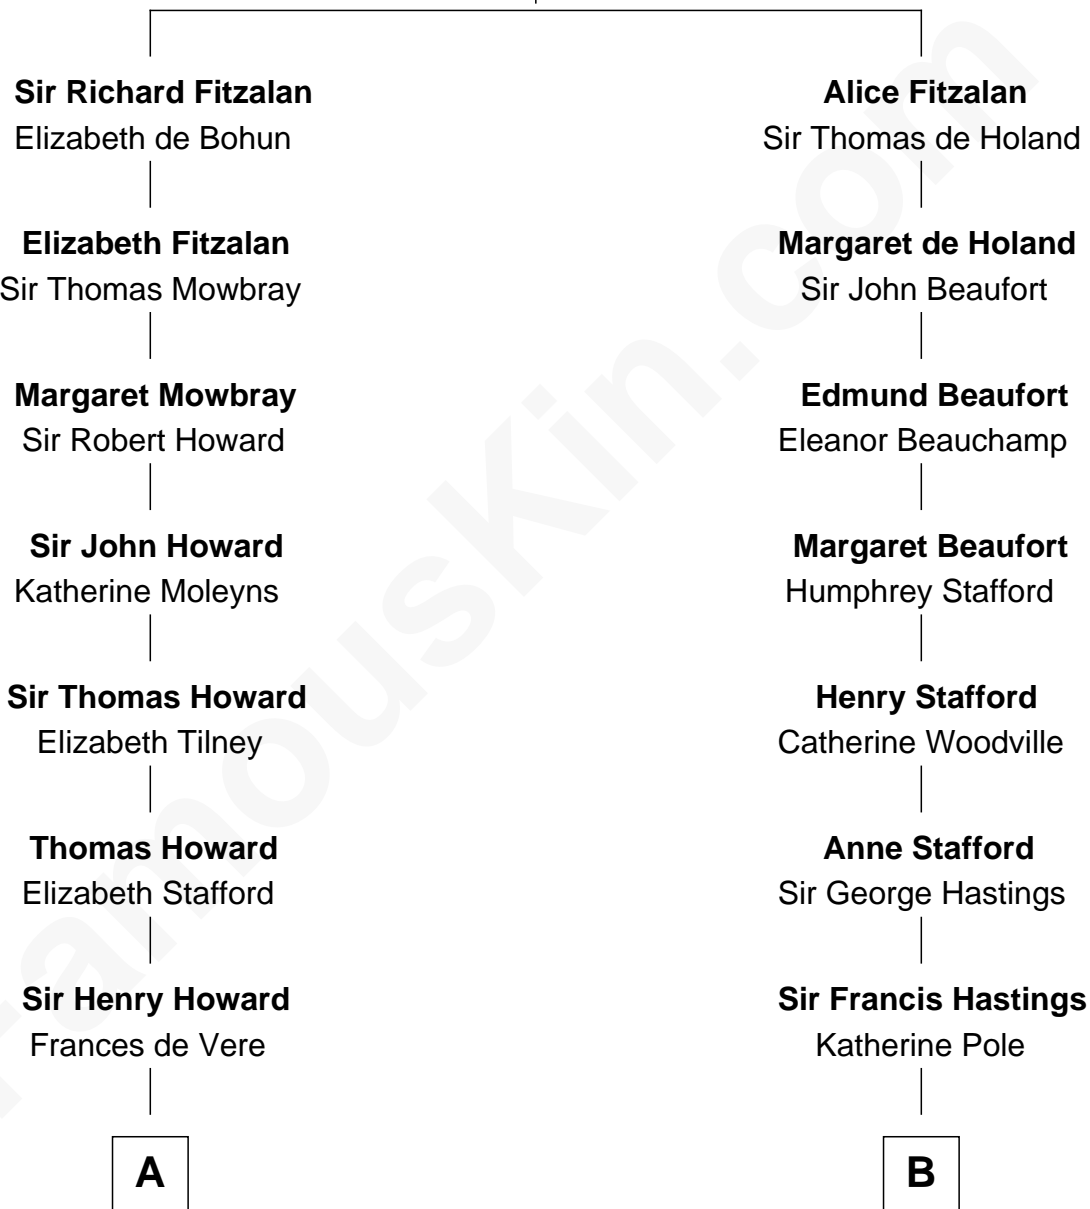 Sir Richard Fitzalan
Elizabeth de Bohun
Alice Fitzalan
Sir Thomas de Holand
Elizabeth Fitzalan
Sir Thomas Mowbray
Margaret de Holand
Sir John Beaufort
Margaret Mowbray
Sir Robert Howard
Edmund Beaufort
Eleanor Beauchamp
Sir John Howard
Katherine Moleyns
Margaret Beaufort
Humphrey Stafford
Sir Thomas Howard
Elizabeth Tilney
Henry Stafford
Catherine Woodville
Thomas Howard
Elizabeth Stafford
Anne Stafford
Sir George Hastings
Sir Henry Howard
Frances de Vere
Sir Francis Hastings
Katherine Pole
A
B
FamousKin.com